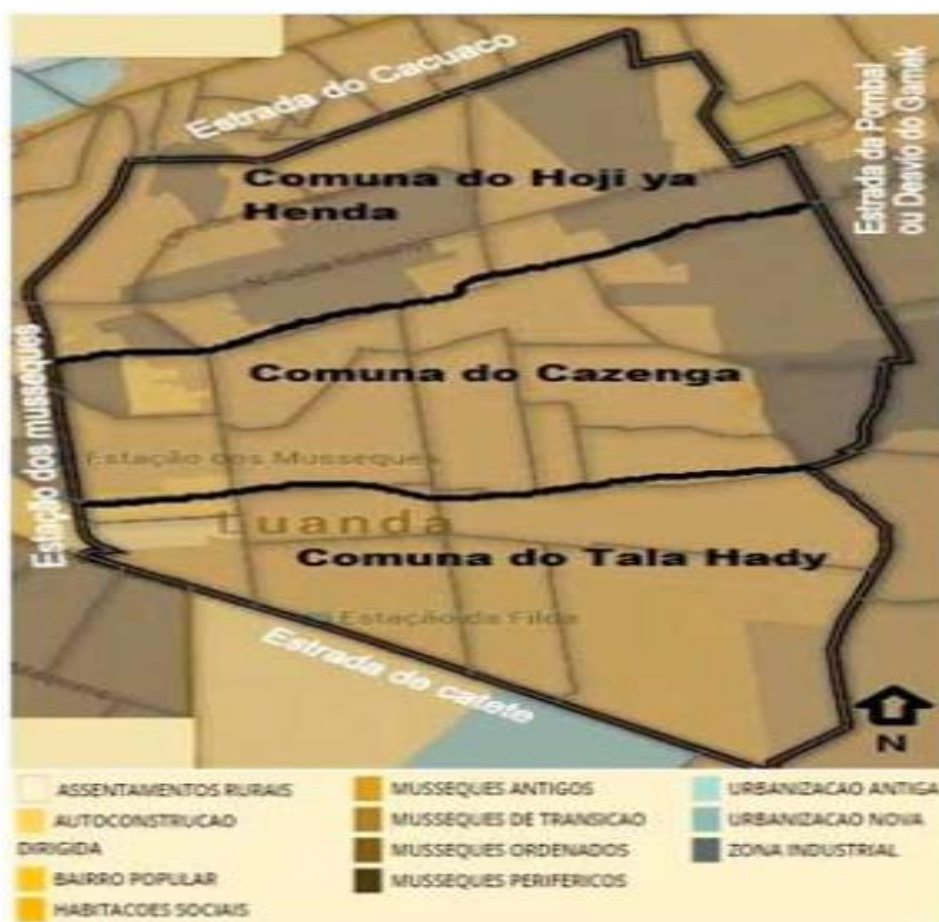 Estrada do Cacuaco
Estrada da Pombal
ou Desvio do Gamek
Comuna do Hoji ya
Henda
Estação dos musseques
Comuna do Cazenga
Estação dos Musseques
Luanda
Comuna do Tala Hady
Estação da Filda
Estrada de catete
N
ASSENTAMENTOS RURAIS
AUTOCONSTRUCAO
DIRIGIDA
BAIRRO POPULAR
HABITACOES SOCIAIS
MUSSEQUES ANTIGOS
MUSSEQUES DE TRANSICAO
MUSSEQUES ORDENADOS
MUSSEQUES PERIFERICOS
URBANIZACAO ANTIGA
URBANIZACAO NOVA
ZONA INDUSTRIAL